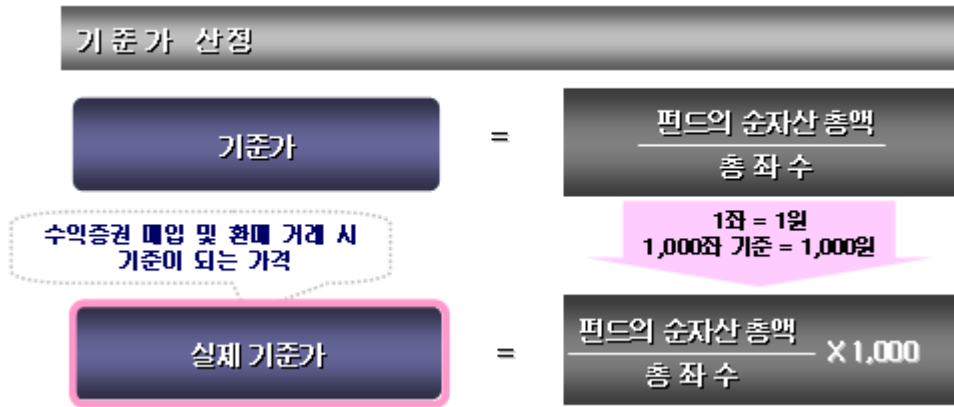 기준가 산정
기준가
=
펀드의 순자산 총액
총 좌 수
1좌 = 1원
1,000좌 기준 = 1,000원
수익증권 매입 및 환매 거래 시
기준이 되는 가격
실제 기준가
=
펀드의 순자산 총액
총 좌 수
X 1,000